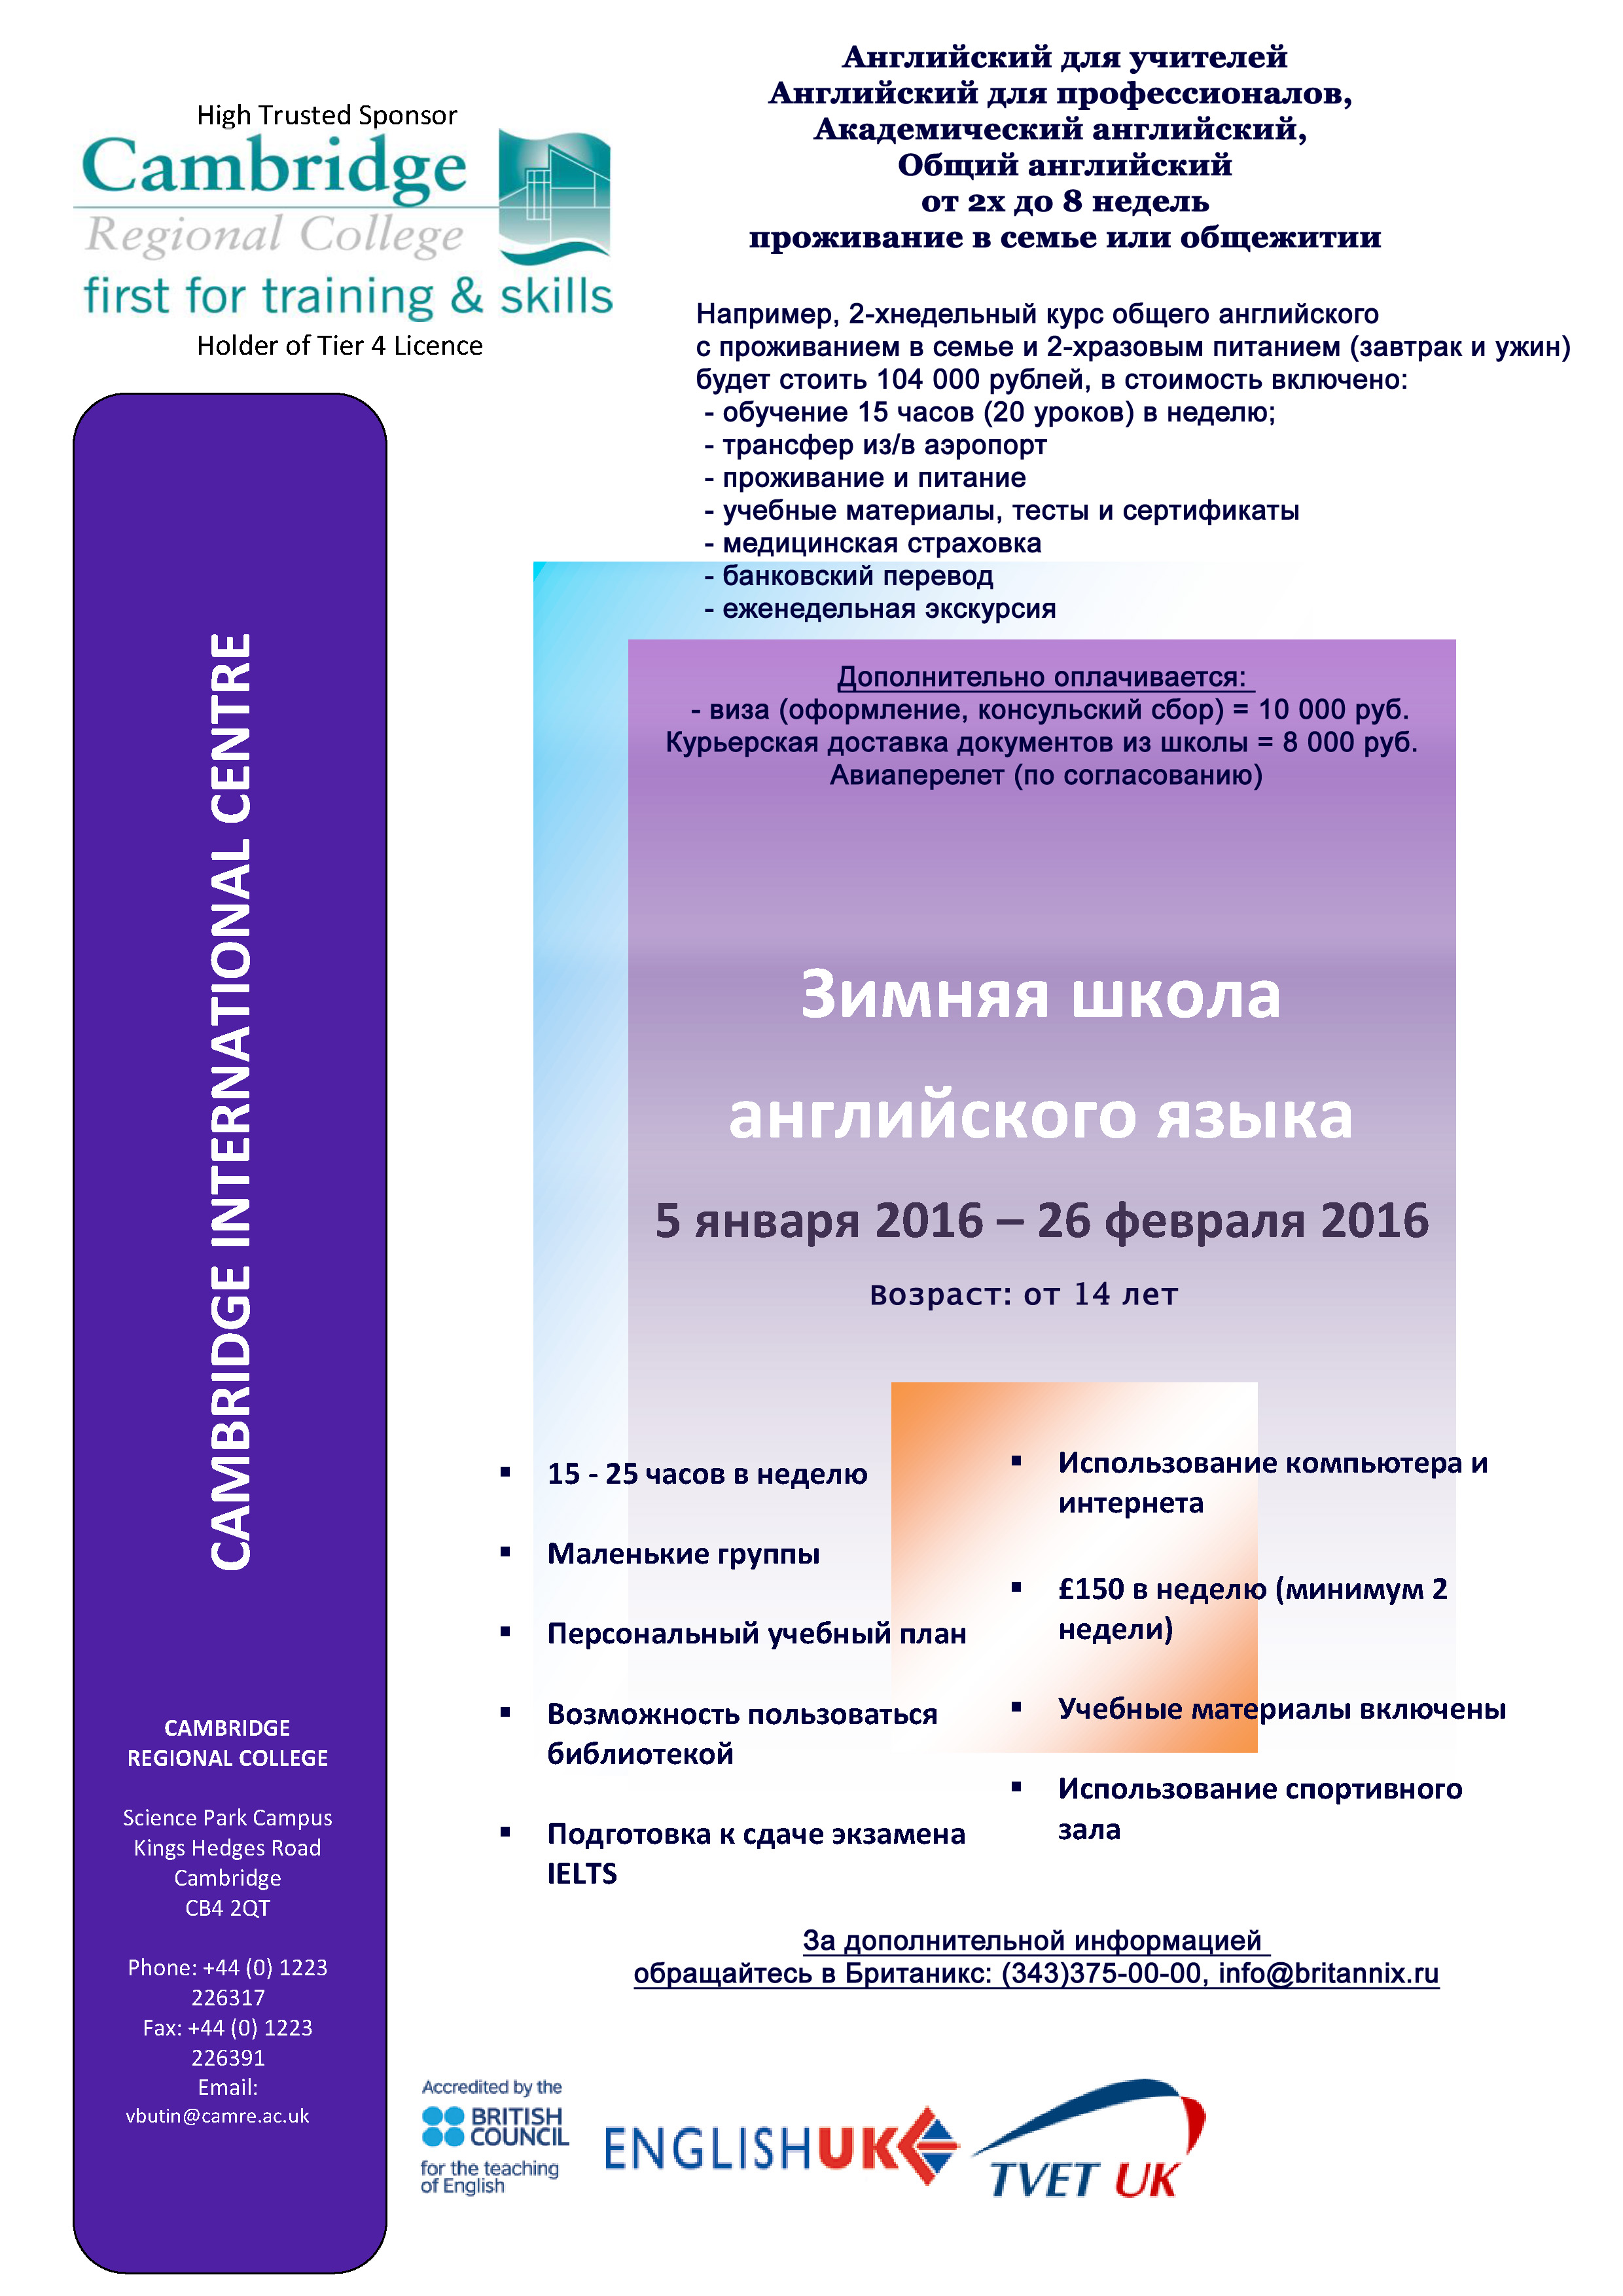 High Trusted Sponsor
Cambridge
Regional College
first for training & skills
Holder of Tier 4 Licence
Английский для учителей
Английский для профессионалов,
Академический английский,
Общий английский
от 2х до 8 недель
проживание в семье или общежитии
Например, 2-хнедельный курс общего английского
с проживанием в семье и 2-хразовым питанием (завтрак и ужин)
будет стоить 104 000 рублей, в стоимость включено:
- обучение 15 часов (20 уроков) в неделю;
- трансфер из/в аэропорт
- проживание и питание
- учебные материалы, тесты и сертификаты
- медицинская страховка
- банковский перевод
- еженедельная экскурсия
Дополнительно оплачивается:
- виза (оформление, консульский сбор) = 10 000 руб.
Курьерская доставка документов из школы = 8 000 руб.
Авиаперелет (по согласованию)
Зимняя школа
английского языка
5 января 2016 – 26 февраля 2016
Возраст: от 14 лет
▪ 15 - 25 часов в неделю
▪ Маленькие группы
▪ Персональный учебный план
▪ Возможность пользоваться
библиотекой
▪ Подготовка к сдаче экзамена
IELTS
▪ Использование компьютера и
интернета
▪ £150 в неделю (минимум 2
недели)
▪ Учебные материалы включены
▪ Использование спортивного
зала
За дополнительной информацией
обращайтесь в Британикс: (343)375-00-00, info@britannix.ru
CAMBRIDGE INTERNATIONAL CENTRE
CAMBRIDGE
REGIONAL COLLEGE
Science Park Campus
Kings Hedges Road
Cambridge
CB4 2QT
Phone: +44 (0) 1223
226317
Fax: +44 (0) 1223
226391
Email:
vbutin@camre.ac.uk
Accredited by the
BRITISH
COUNCIL
for the teaching
of English
ENGLISHUK
TVET UK